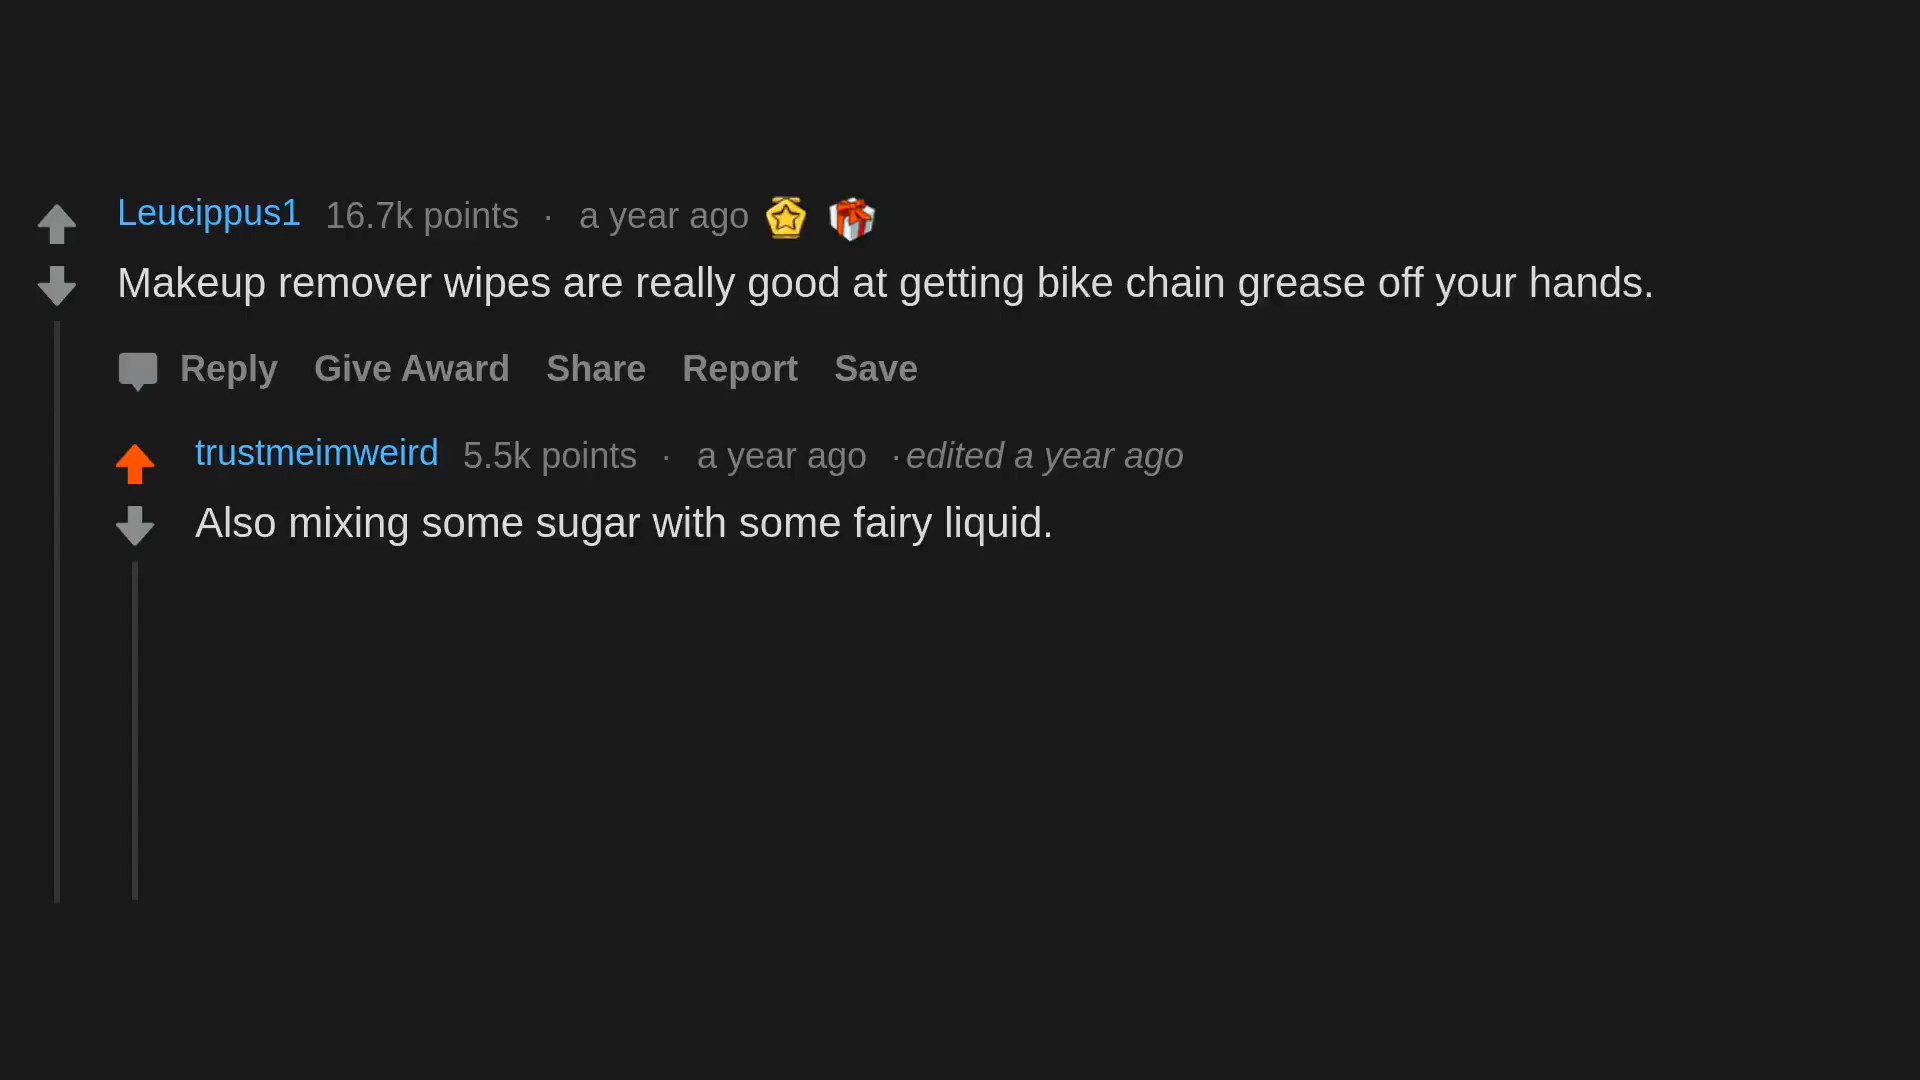 Leucippus1 16.7k points · a year ago
Makeup remover wipes are really good at getting bike chain grease off your hands.
Reply Give Award Share Report Save
trustmeimweird 5.5k points · a year ago · edited a year ago
Also mixing some sugar with some fairy liquid.